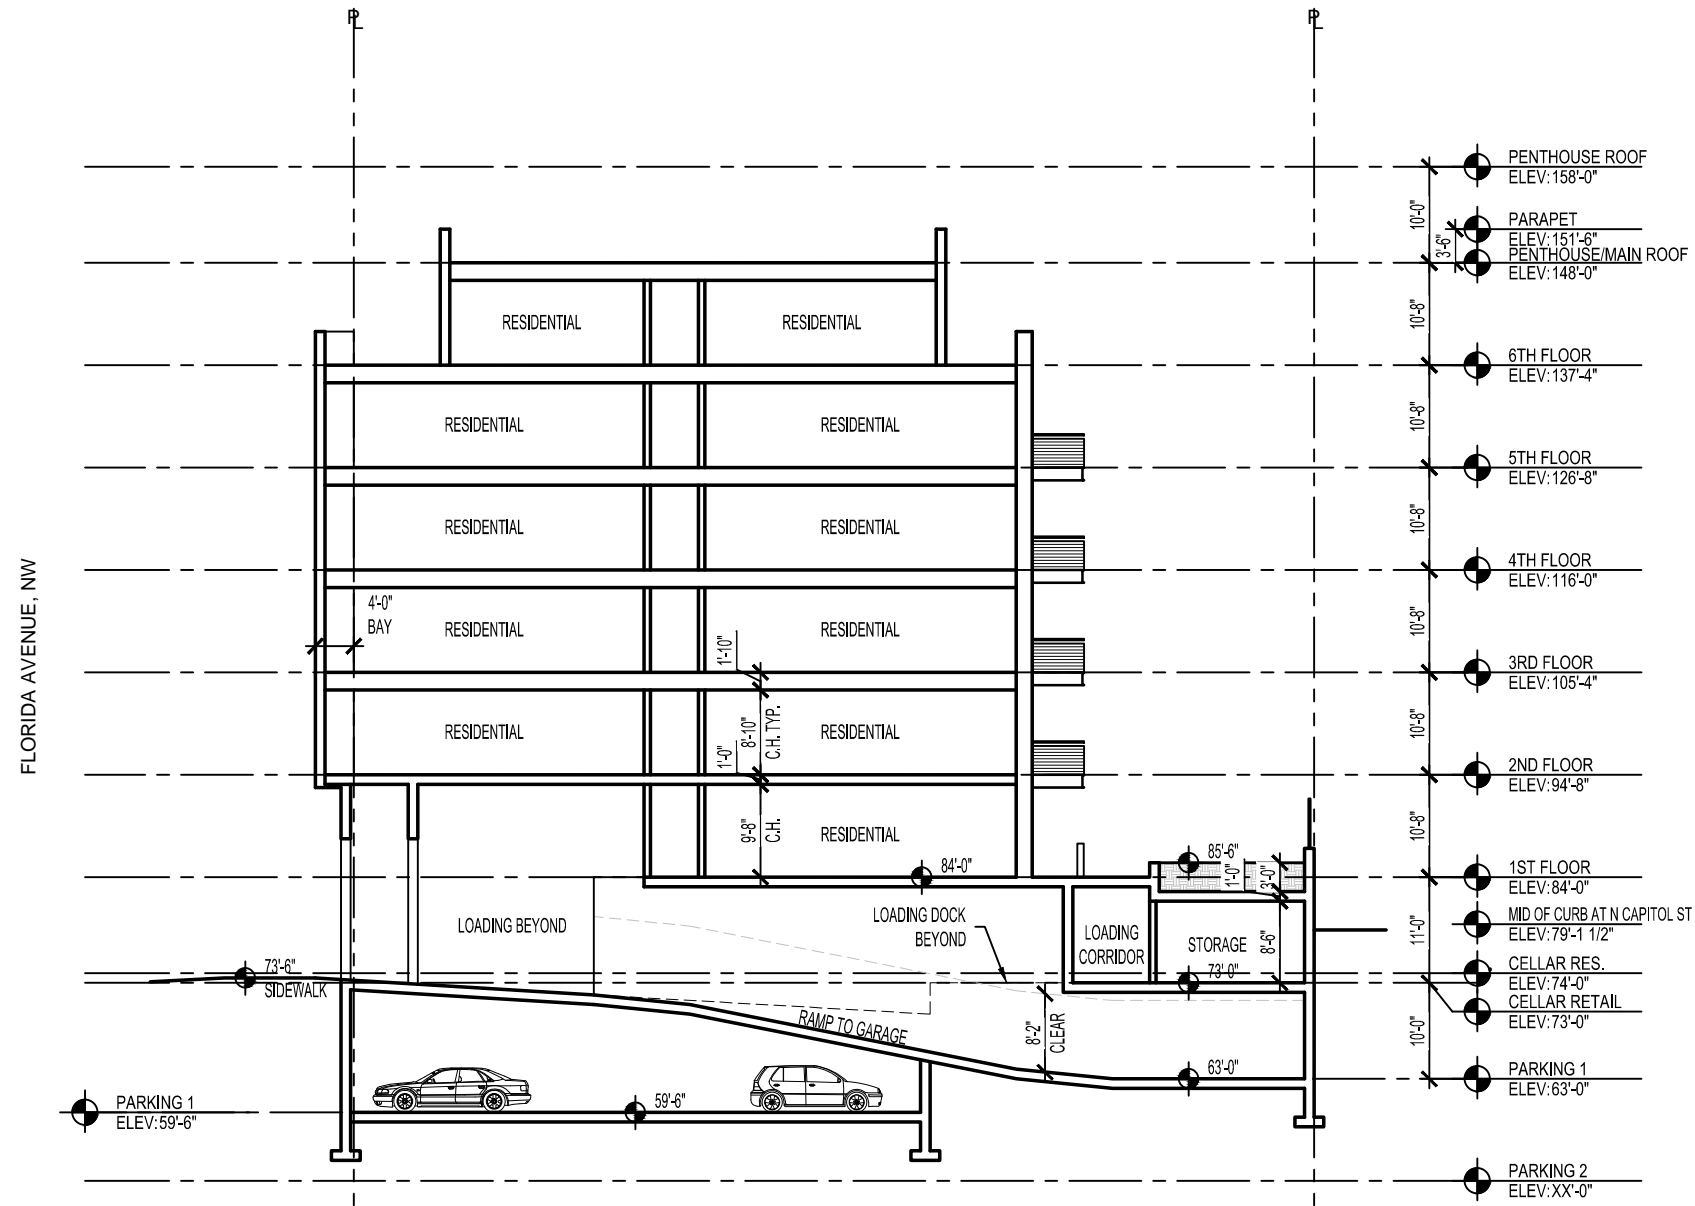 PL
PL
PENTHOUSE ROOF
ELEV:158'-0"
10'-0"
PARAPET
ELEV:151'-6"
3'-6"
PENTHOUSE/MAIN ROOF
ELEV:148'-0"
10'-8"
RESIDENTIAL
RESIDENTIAL
6TH FLOOR
ELEV:137'-4"
10'-8"
RESIDENTIAL
RESIDENTIAL
5TH FLOOR
ELEV:126'-8"
10'-8"
RESIDENTIAL
RESIDENTIAL
4TH FLOOR
ELEV:116'-0"
10'-8"
FLORIDA AVENUE, NW
4'-0"
BAY
RESIDENTIAL
RESIDENTIAL
1'-10"
3RD FLOOR
ELEV:105'-4"
10'-8"
RESIDENTIAL
8'-10"
C.H. TYP.
RESIDENTIAL
1'-0"
2ND FLOOR
ELEV:94'-8"
10'-8"
9'-8"
C.H.
RESIDENTIAL
84'-0"
85'-6"
1'-0"
3'-0"
1ST FLOOR
ELEV:84'-0"
LOADING BEYOND
LOADING DOCK
BEYOND
LOADING
CORRIDOR
STORAGE
8'-6"
11'-0"
MID OF CURB AT N CAPITOL ST
ELEV:79'-1 1/2"
73'-6"
SIDEWALK
73'-0"
CELLAR RES.
ELEV:74'-0"
CELLAR RETAIL
ELEV:73'-0"
RAMP TO GARAGE
8'-2"
CLEAR
10'-0"
63'-0"
PARKING 1
ELEV:63'-0"
PARKING 1
ELEV:59'-6"
59'-6"
PARKING 2
ELEV:XX'-0"